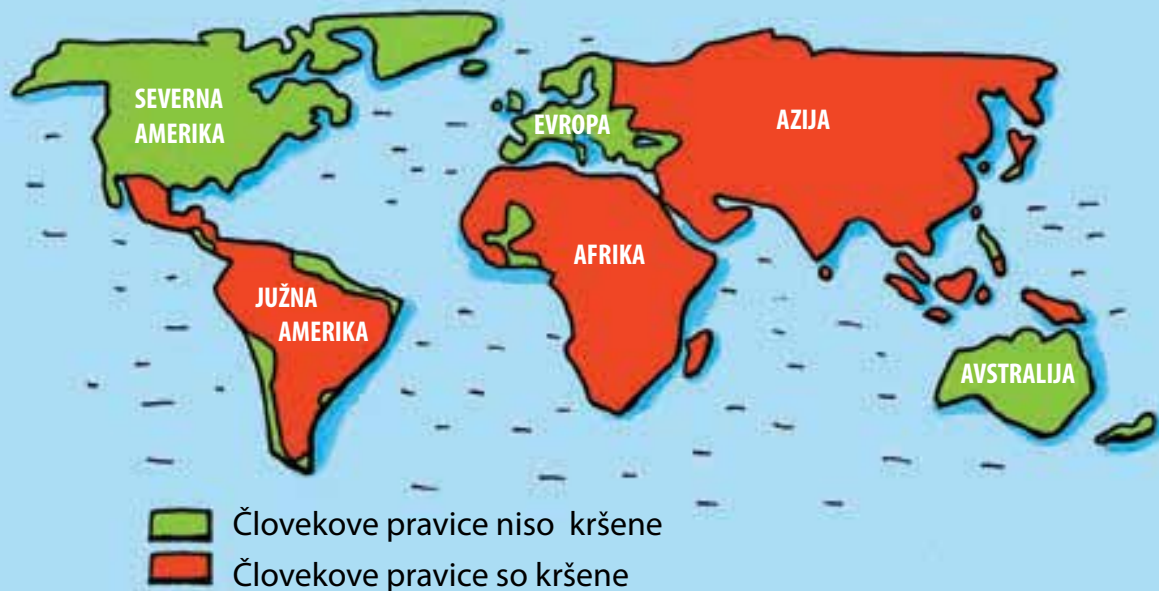 SEVERNA
AMERIKA
EVROPA
AZIJA
AFRIKA
JUŽNA
AMERIKA
AVSTRALIJA
Človekove pravice niso kršene
Človekove pravice so kršene